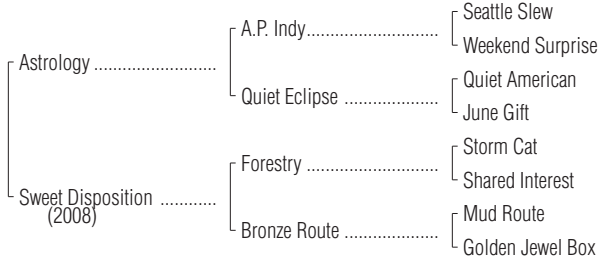 Seattle Slew
A.P. Indy..............................
Weekend Surprise
Astrology ............................
Quiet American
Quiet Eclipse .....................
June Gift
Storm Cat
Forestry ..............................
Shared Interest
Sweet Disposition ............
(2008)
Mud Route
Bronze Route .....................
Golden Jewel Box